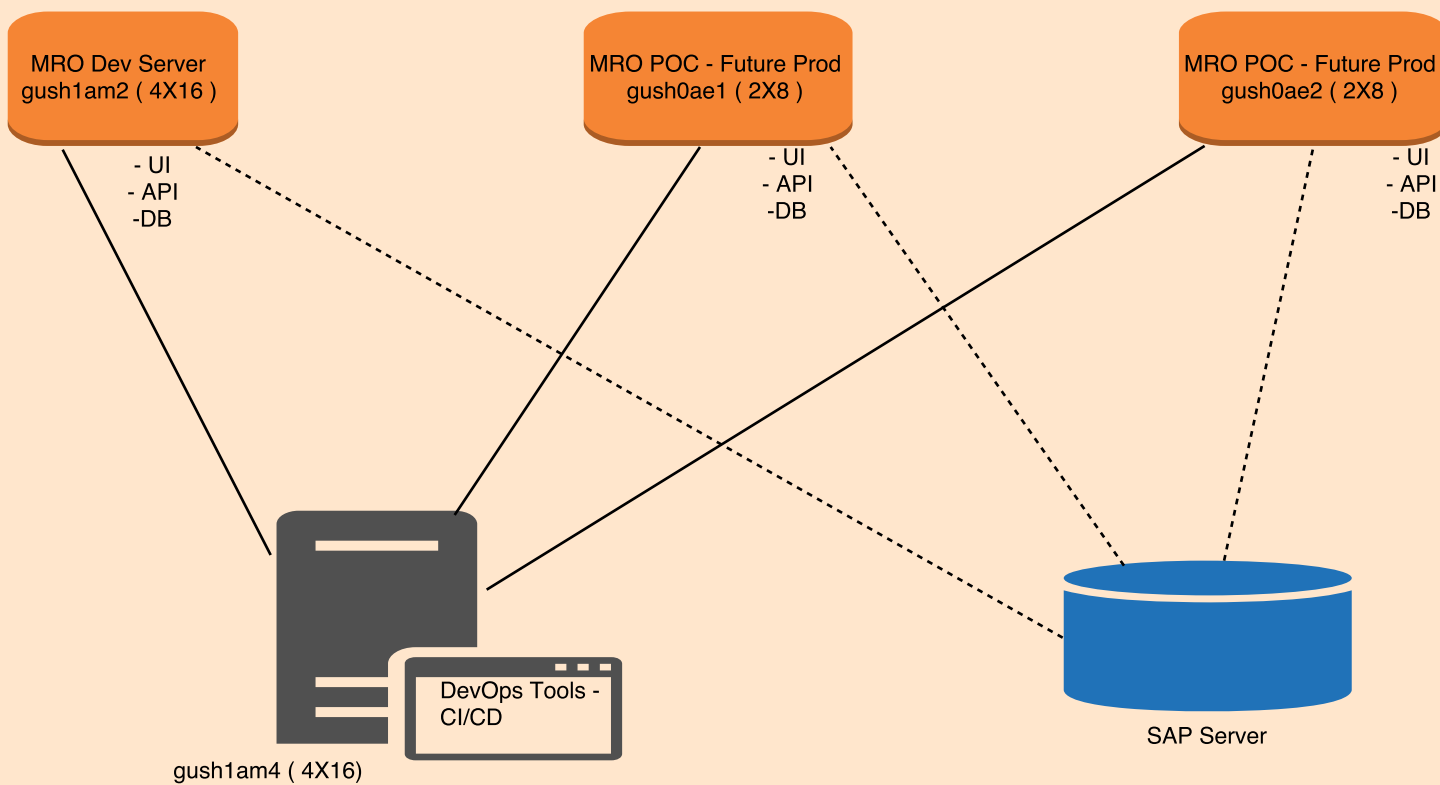 MRO Dev Server
gush1am2 ( 4X16 )
- UI
- API
-DB
MRO POC - Future Prod
gush0ae1 ( 2X8 )
- UI
- API
-DB
MRO POC - Future Prod
gush0ae2 ( 2X8 )
- UI
- API
-DB
DevOps Tools -
CI/CD
gush1am4 ( 4X16)
SAP Server